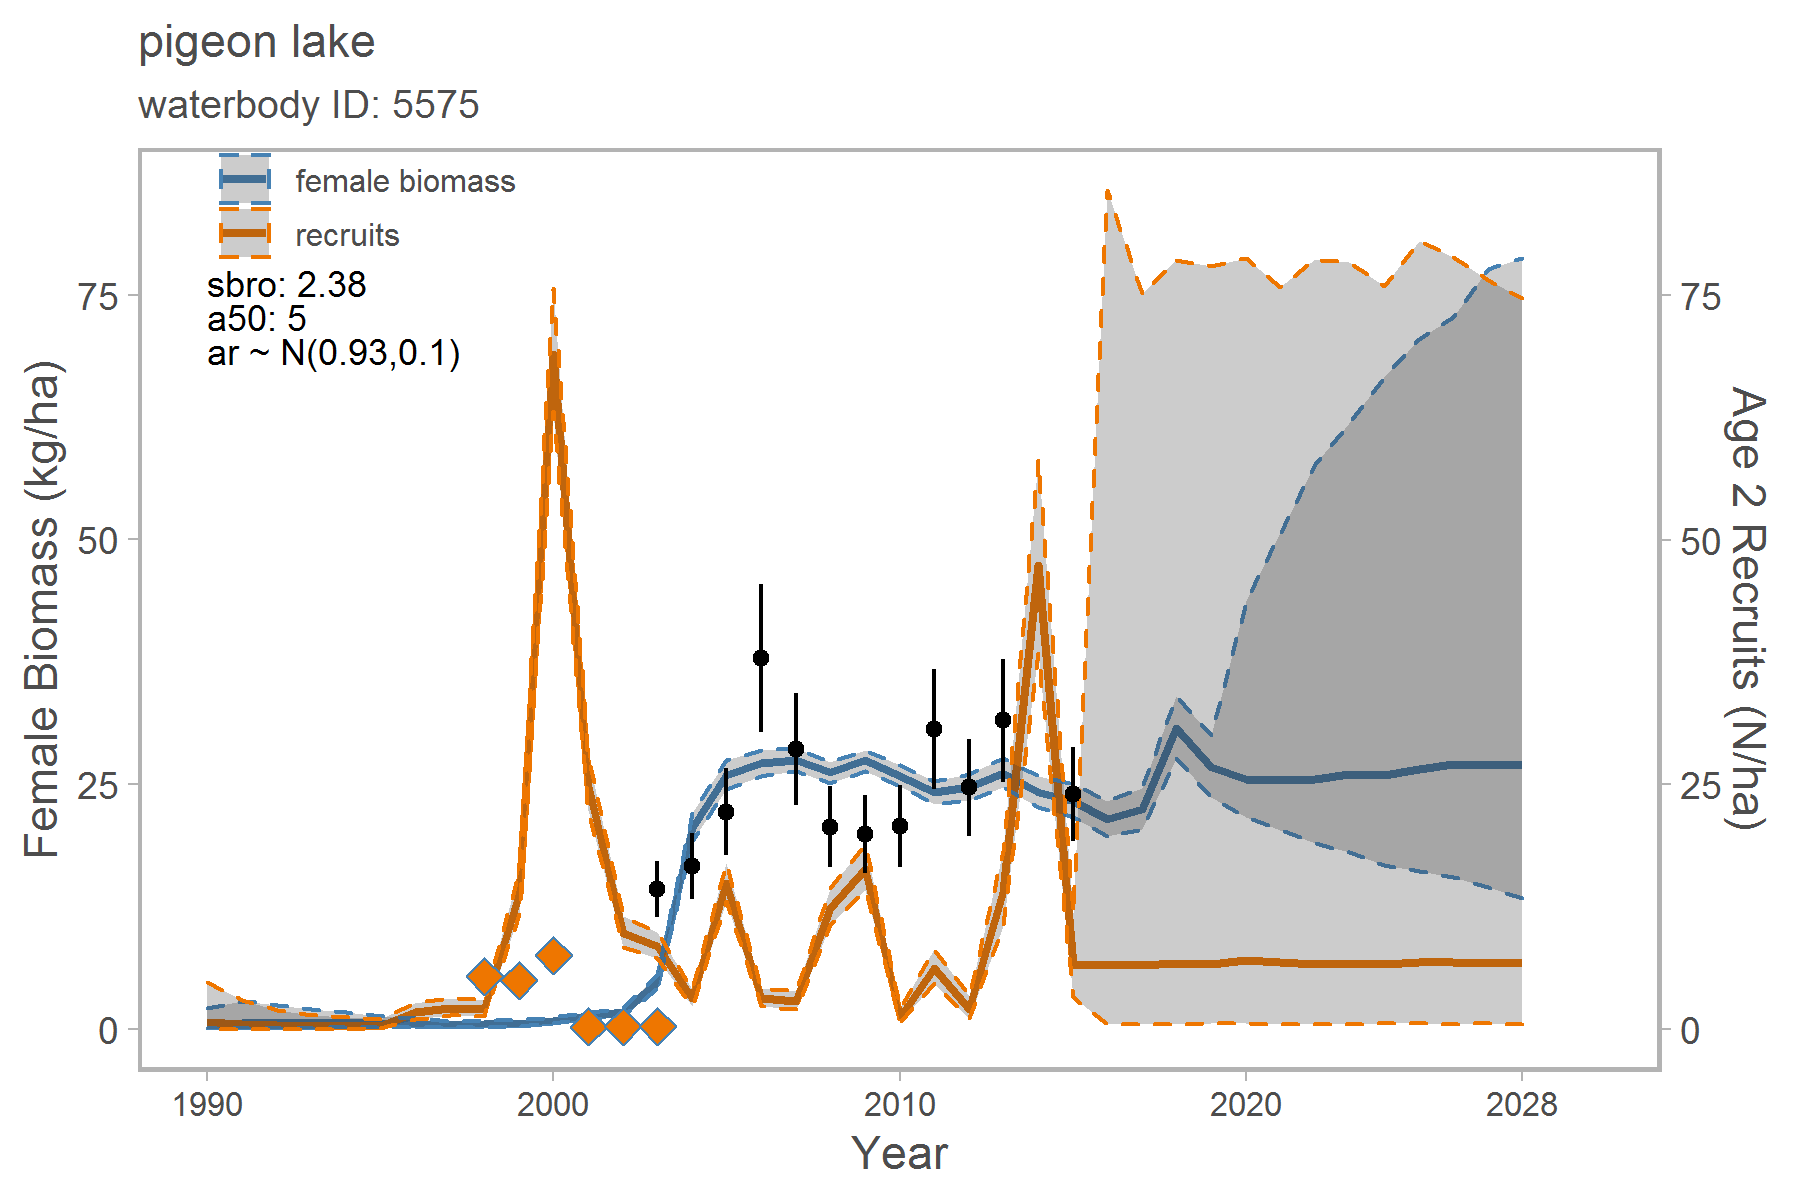 pigeon lake
waterbody ID: 5575
female biomass
recruits
sbro: 2.38
a50: 5
ar ~ N(0.93,0.1)
Female Biomass (kg/ha)
75
50
25
0
75
50
25
0
Age 2 Recruits (N/ha)
1990
2000
2010
2020
2028
Year